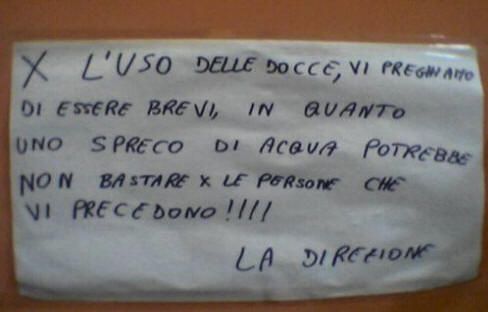 X L'USO DELLE DOCCE, VI PREGHIAMO
DI ESSERE BREVI, IN QUANTO
UNO SPRECO DI ACQUA POTREBBE
NON BASTARE X LE PERSONE CHE
VI PRECEDONO!!!!
LA DIREZIONE